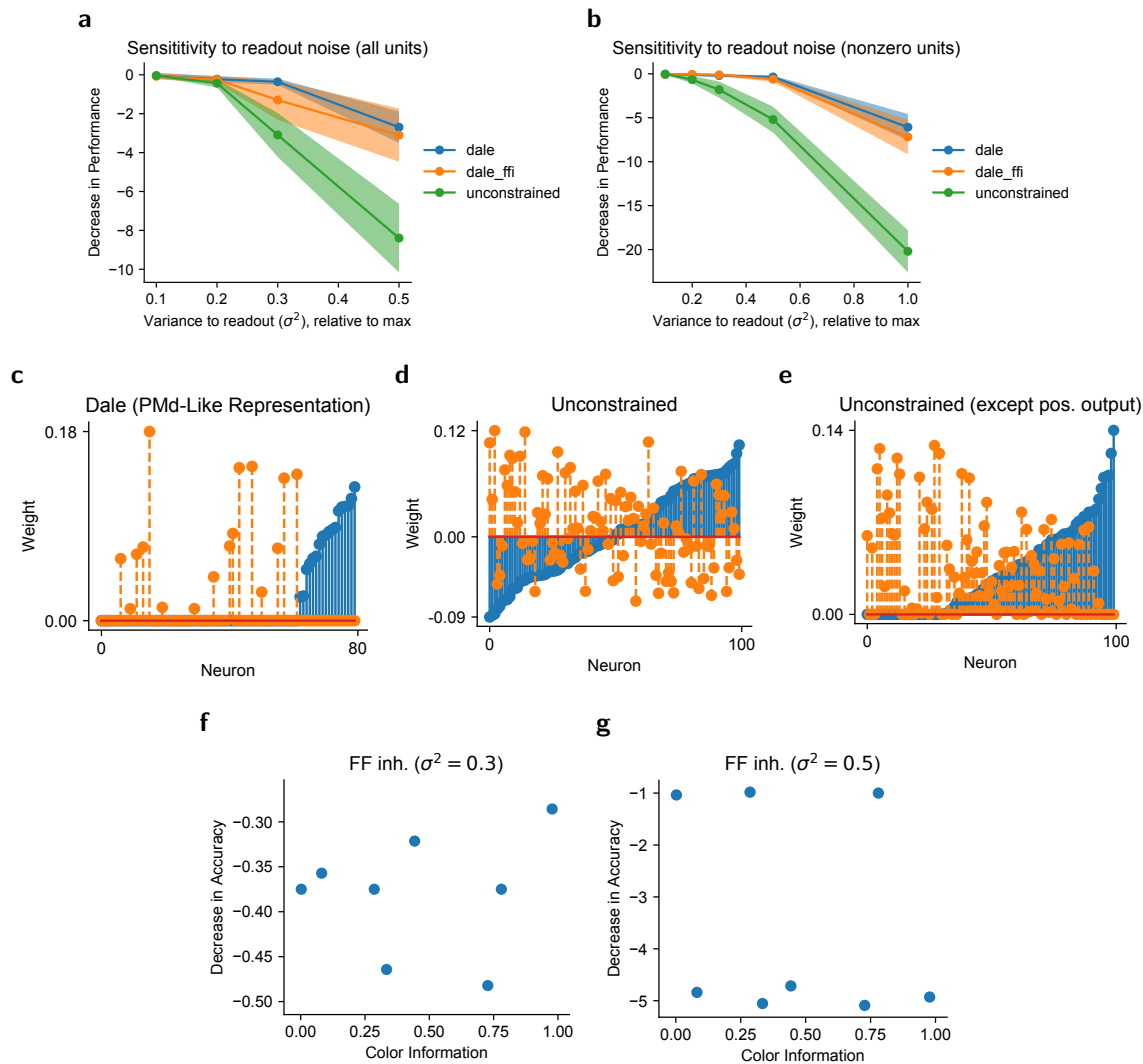 a
Sensititivity to readout noise (all units)
0
−2
−4
−6
−8
−10
Decrease in Performance
0.1 0.2 0.3 0.4 0.5
Variance to readout (σ²), relative to max
dale
dale_ffi
unconstrained
b
Sensititivity to readout noise (nonzero units)
0
−5
−10
−15
−20
Decrease in Performance
0.2 0.4 0.6 0.8 1.0
Variance to readout (σ²), relative to max
dale
dale_ffi
unconstrained
c
Dale (PMd-Like Representation)
0.18
0.00
Weight
0 80
Neuron
d
Unconstrained
0.12
0.00
-0.09
Weight
0 100
Neuron
e
Unconstrained (except pos. output)
0.14
0.00
Weight
0 100
Neuron
f
FF inh. (σ² = 0.3)
−0.30
−0.35
−0.40
−0.45
−0.50
Decrease in Accuracy
0.00 0.25 0.50 0.75 1.00
Color Information
g
FF inh. (σ² = 0.5)
−1
−2
−3
−4
−5
Decrease in Accuracy
0.00 0.25 0.50 0.75 1.00
Color Information